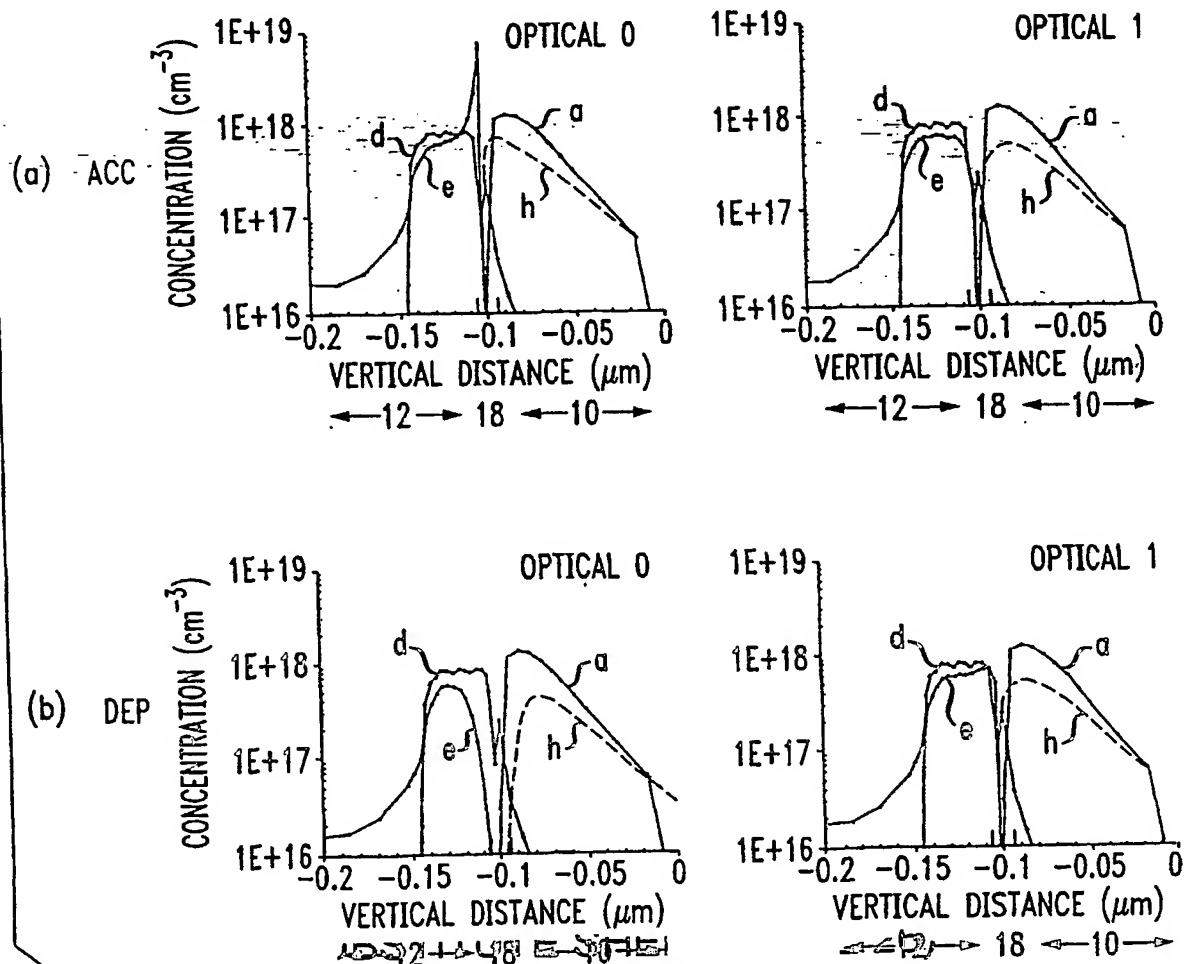 (a) ACC
CONCENTRATION (cm⁻³)
1E+19
1E+18
1E+17
1E+16
OPTICAL 0
d
e
a
h
-0.2 -0.15 -0.1 -0.05 0
VERTICAL DISTANCE (μm)
12 18 10
1E+19
1E+18
1E+17
1E+16
OPTICAL 1
d
e
a
h
-0.2 -0.15 -0.1 -0.05 0
VERTICAL DISTANCE (μm)
12 18 10
(b) DEP
CONCENTRATION (cm⁻³)
1E+19
1E+18
1E+17
1E+16
OPTICAL 0
d
e
a
h
-0.2 -0.15 -0.1 -0.05 0
VERTICAL DISTANCE (μm)
1E+19
1E+18
1E+17
1E+16
OPTICAL 1
d
e
a
h
-0.2 -0.15 -0.1 -0.05 0
VERTICAL DISTANCE (μm)
18 10